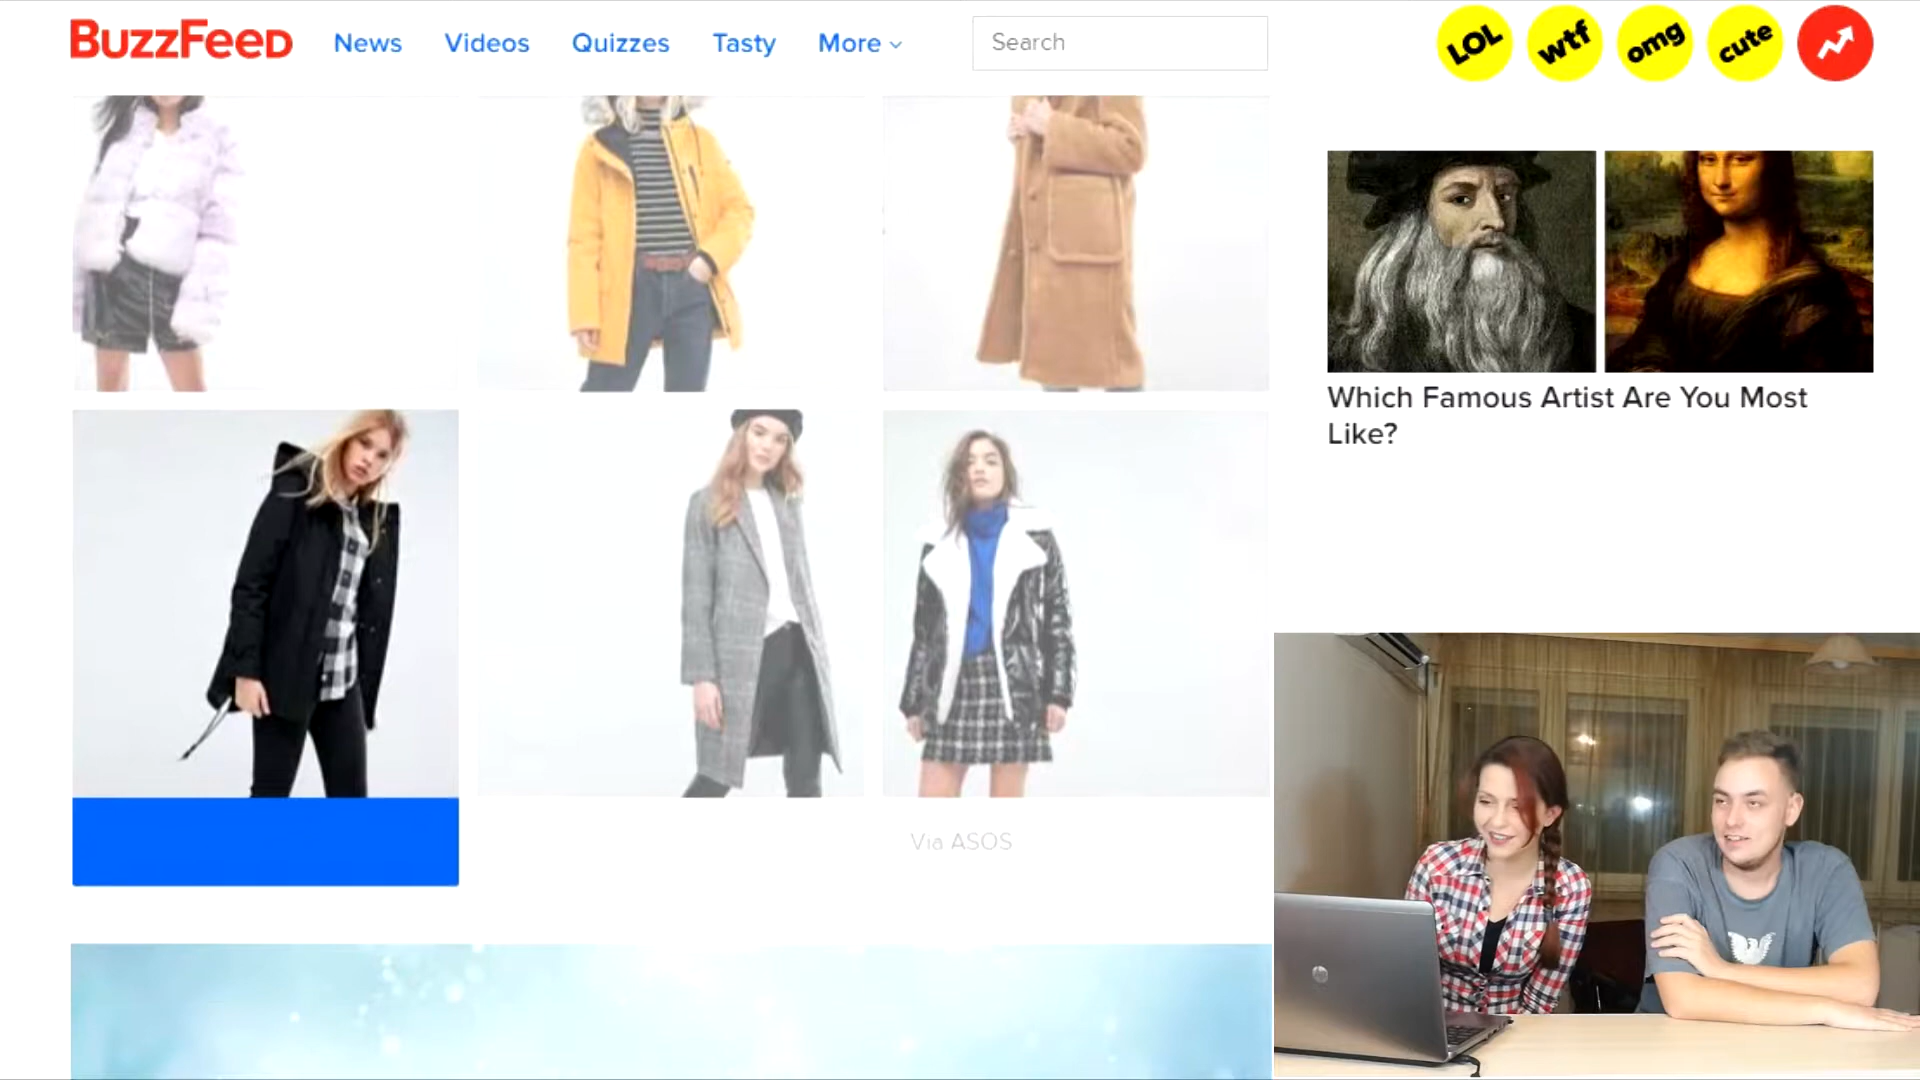 BuzzFeed
News Videos Quizzes Tasty More
Search
LOL
wtf
omg
cute
Which Famous Artist Are You Most
Like?
Via ASOS
hp